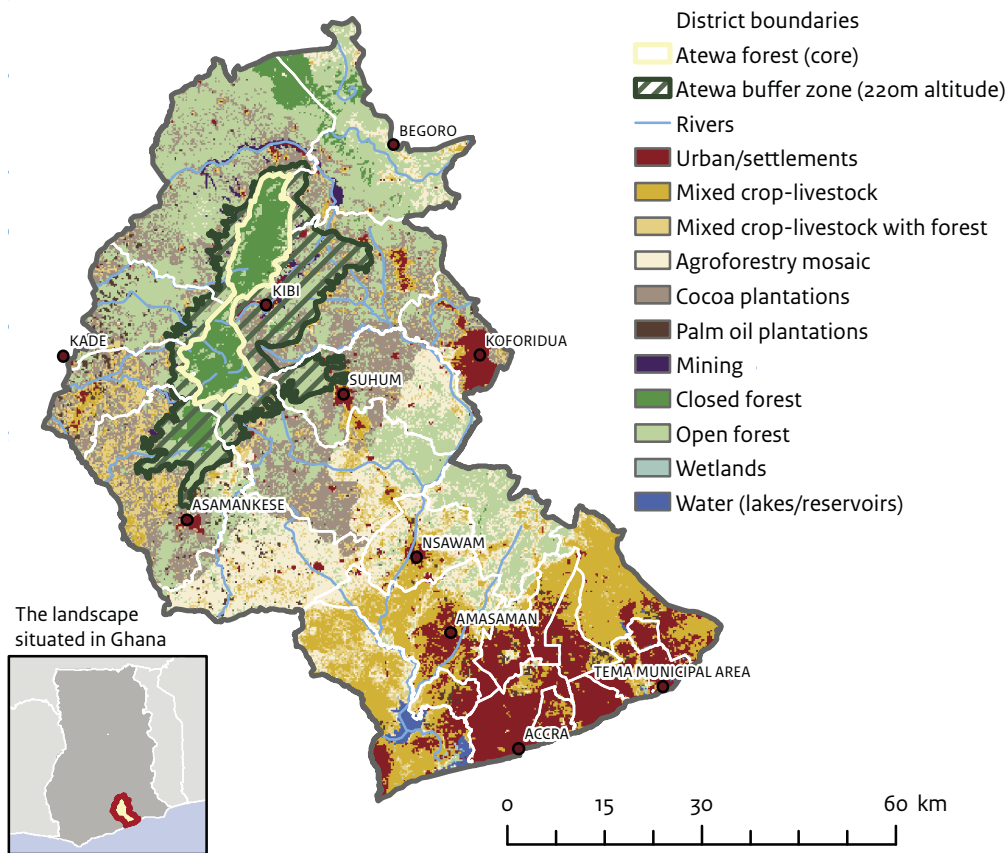 District boundaries
Atewa forest (core)
Atewa buffer zone (220m altitude)
Rivers
Urban/settlements
Mixed crop-livestock
Mixed crop-livestock with forest
Agroforestry mosaic
Cocoa plantations
Palm oil plantations
Mining
Closed forest
Open forest
Wetlands
Water (lakes/reservoirs)
BEGORO
KIBI
KADE
KOFORIDUA
SUHUM
ASAMANKESE
NSAWAM
AMASAMAN
TEMA MUNICIPAL AREA
ACCRA
The landscape
situated in Ghana
0 15 30 60 km